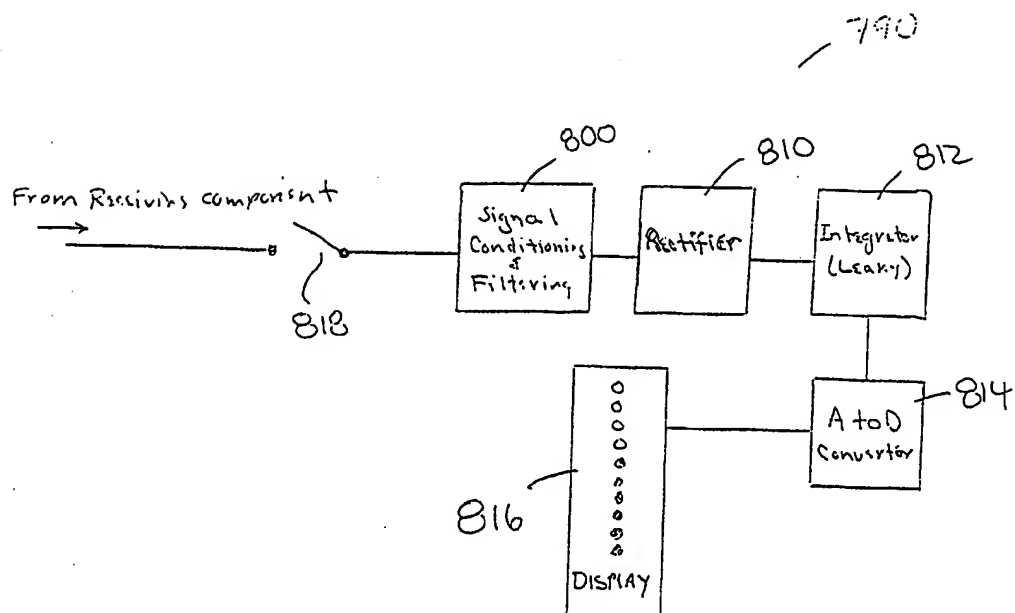 790
800
810
812
From Receiving component
Signal
Conditioning
&
Filtering
Rectifier
Integrator
(Leaky)
818
814
A to D
Converter
816
DISPLAY